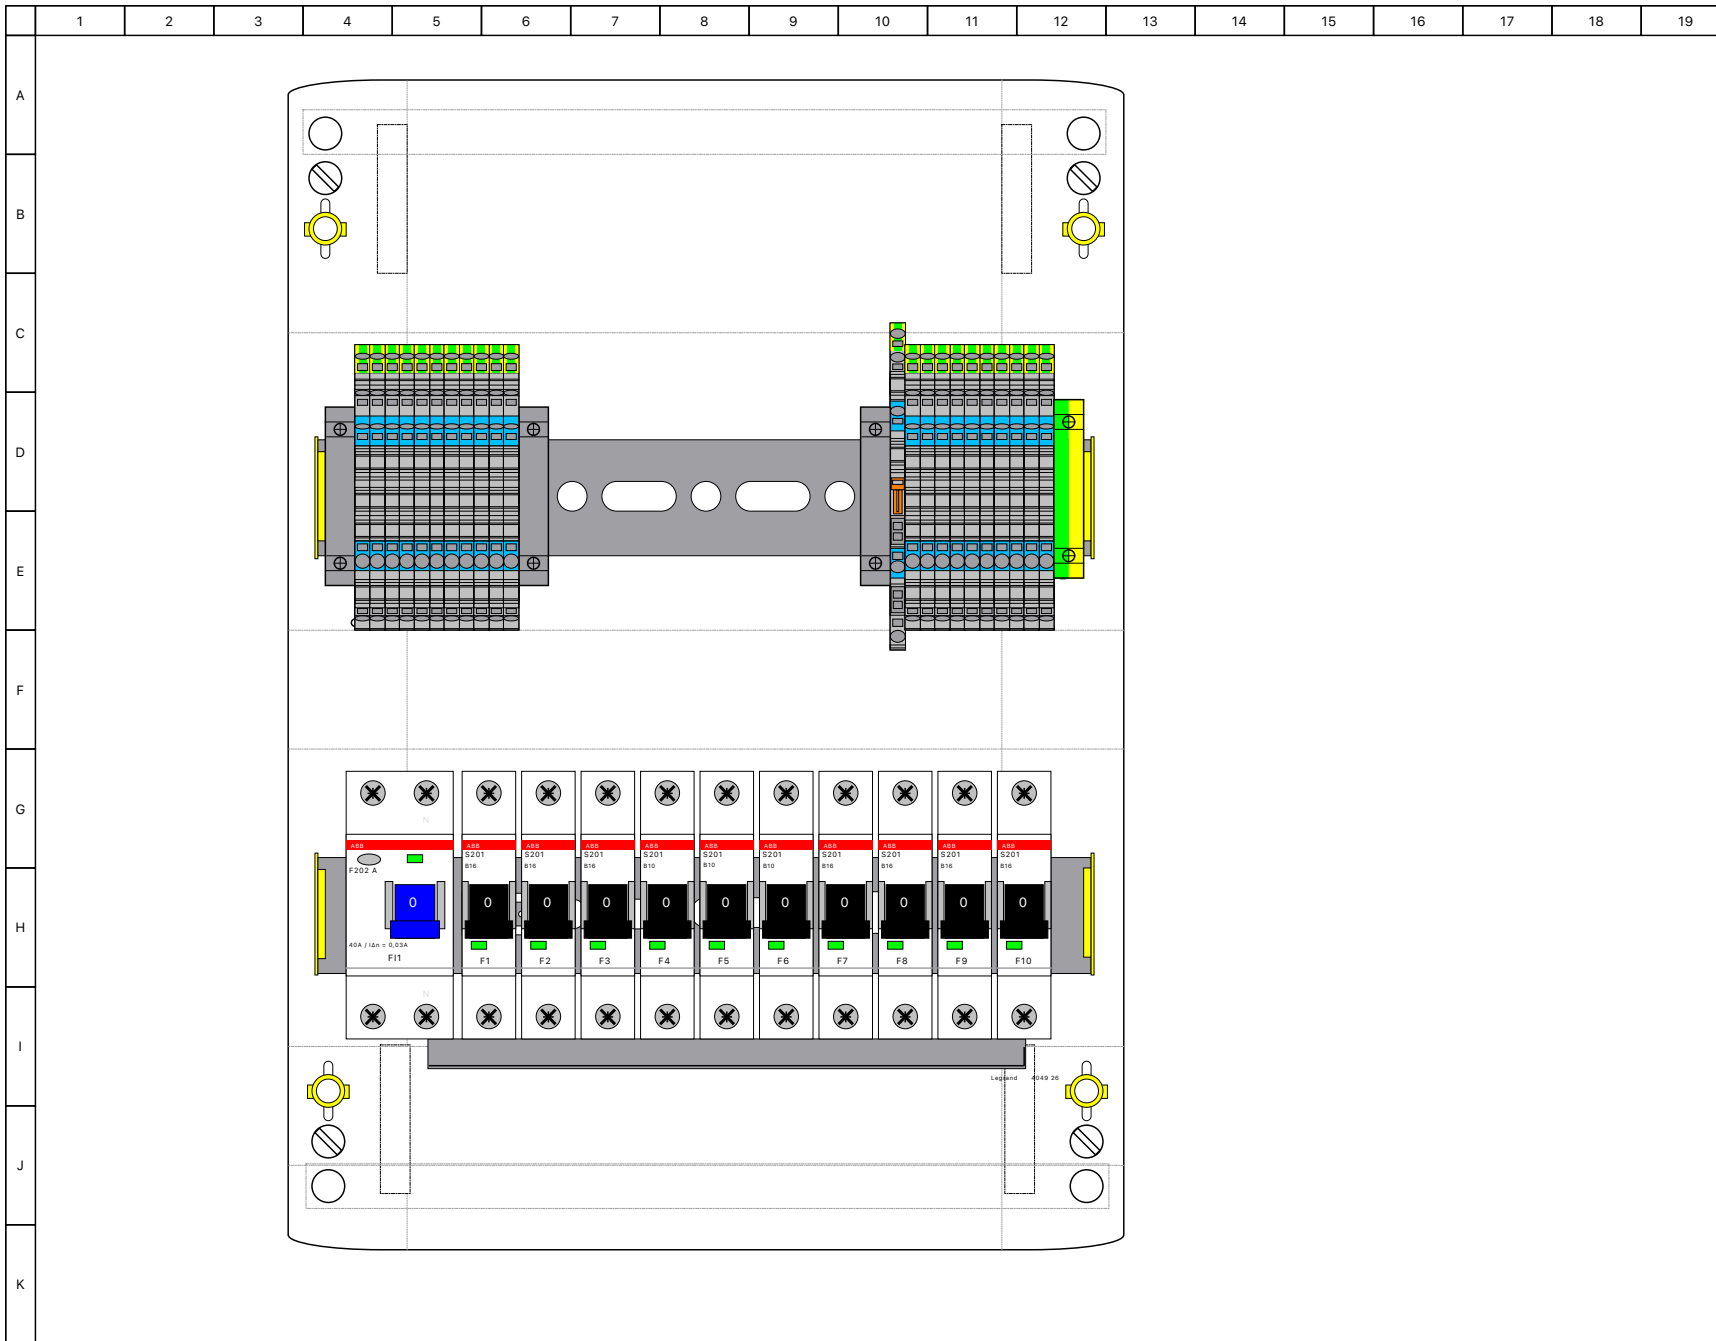 1 2 3 4 5 6 7 8 9 10 11 12 13 14 15 16 17 18 19
A
B
C
D
E
F
G
N
ABB ABB ABB ABB ABB ABB ABB ABB ABB ABB ABB
S201 S201 S201 S201 S201 S201 S201 S201 S201 S201
B16 B16 B16 B10 B10 B10 B16 B16 B16 B16
F202 A
0 0 0 0 0 0 0 0 0 0 0
H
40A / IΔn = 0,03A
FI1 F1 F2 F3 F4 F5 F6 F7 F8 F9 F10
N
I
Legrand 4049 26
J
K